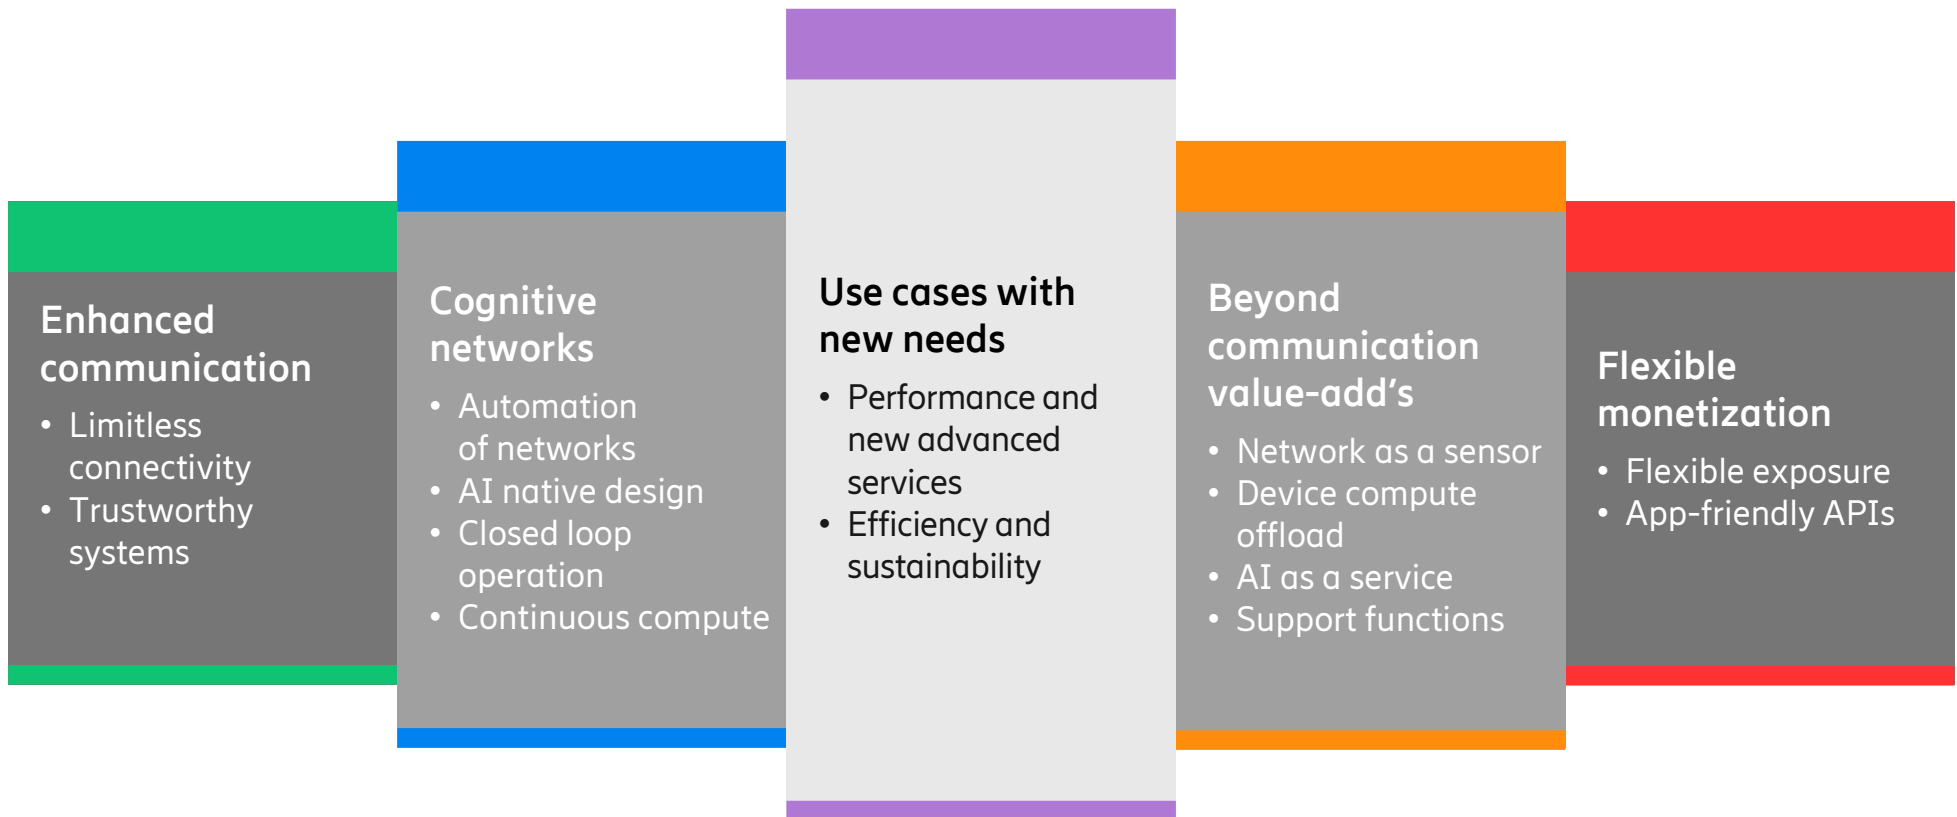 Enhanced
communication
• Limitless
connectivity
• Trustworthy
systems
Cognitive
networks
• Automation
of networks
• AI native design
• Closed loop
operation
• Continuous compute
Use cases with
new needs
• Performance and
new advanced
services
• Efficiency and
sustainability
Beyond
communication
value-add’s
• Network as a sensor
• Device compute
offload
• AI as a service
• Support functions
Flexible
monetization
• Flexible exposure
• App-friendly APIs